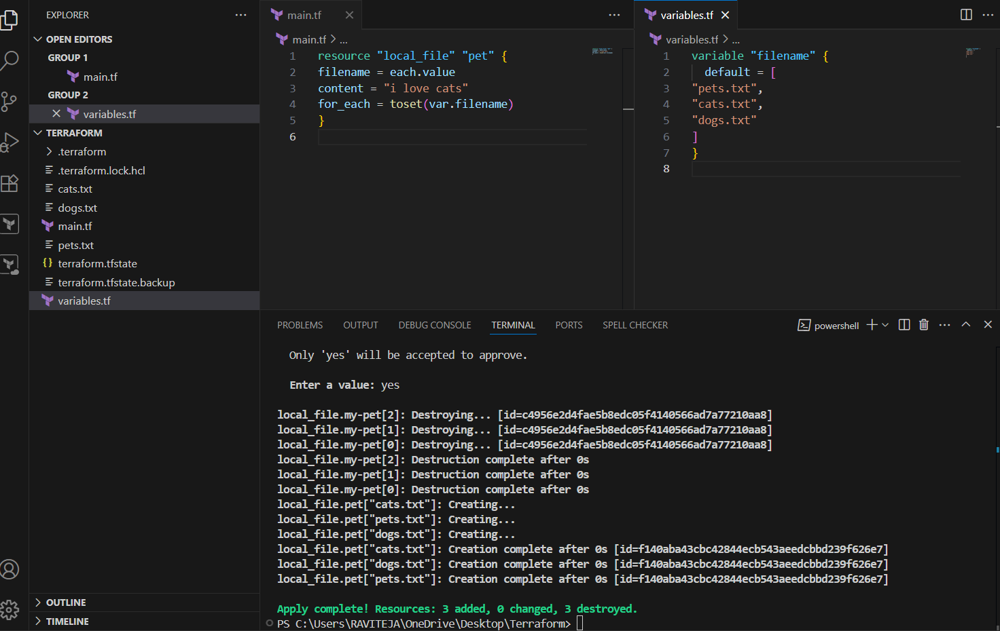 EXPLORER
OPEN EDITORS
GROUP 1
main.tf
GROUP 2
variables.tf
TERRAFORM
.terraform
.terraform.lock.hcl
cats.txt
dogs.txt
main.tf
pets.txt
terraform.tfstate
terraform.tfstate.backup
variables.tf
OUTLINE
TIMELINE
main.tf
main.tf > ...
1 resource "local_file" "pet" {
2 filename = each.value
3 content = "i love cats"
4 for_each = toset(var.filename)
5 }
6
variables.tf
variables.tf > ...
1 variable "filename" {
2   default = [
3 "pets.txt",
4 "cats.txt",
5 "dogs.txt"
6 ]
7 }
8
PROBLEMS OUTPUT DEBUG CONSOLE TERMINAL PORTS SPELL CHECKER powershell
Only 'yes' will be accepted to approve.
Enter a value: yes
local_file.my-pet[2]: Destroying... [id=c4956e2d4fae5b8edc05f4140566ad7a77210aa8]
local_file.my-pet[1]: Destroying... [id=c4956e2d4fae5b8edc05f4140566ad7a77210aa8]
local_file.my-pet[0]: Destroying... [id=c4956e2d4fae5b8edc05f4140566ad7a77210aa8]
local_file.my-pet[2]: Destruction complete after 0s
local_file.my-pet[1]: Destruction complete after 0s
local_file.my-pet[0]: Destruction complete after 0s
local_file.pet["cats.txt"]: Creating...
local_file.pet["pets.txt"]: Creating...
local_file.pet["dogs.txt"]: Creating...
local_file.pet["cats.txt"]: Creation complete after 0s [id=f140aba43cbc42844ecb543aeedcbbd239f626e7]
local_file.pet["dogs.txt"]: Creation complete after 0s [id=f140aba43cbc42844ecb543aeedcbbd239f626e7]
local_file.pet["pets.txt"]: Creation complete after 0s [id=f140aba43cbc42844ecb543aeedcbbd239f626e7]
Apply complete! Resources: 3 added, 0 changed, 3 destroyed.
PS C:\Users\RAVITEJA\OneDrive\Desktop\Terraform>